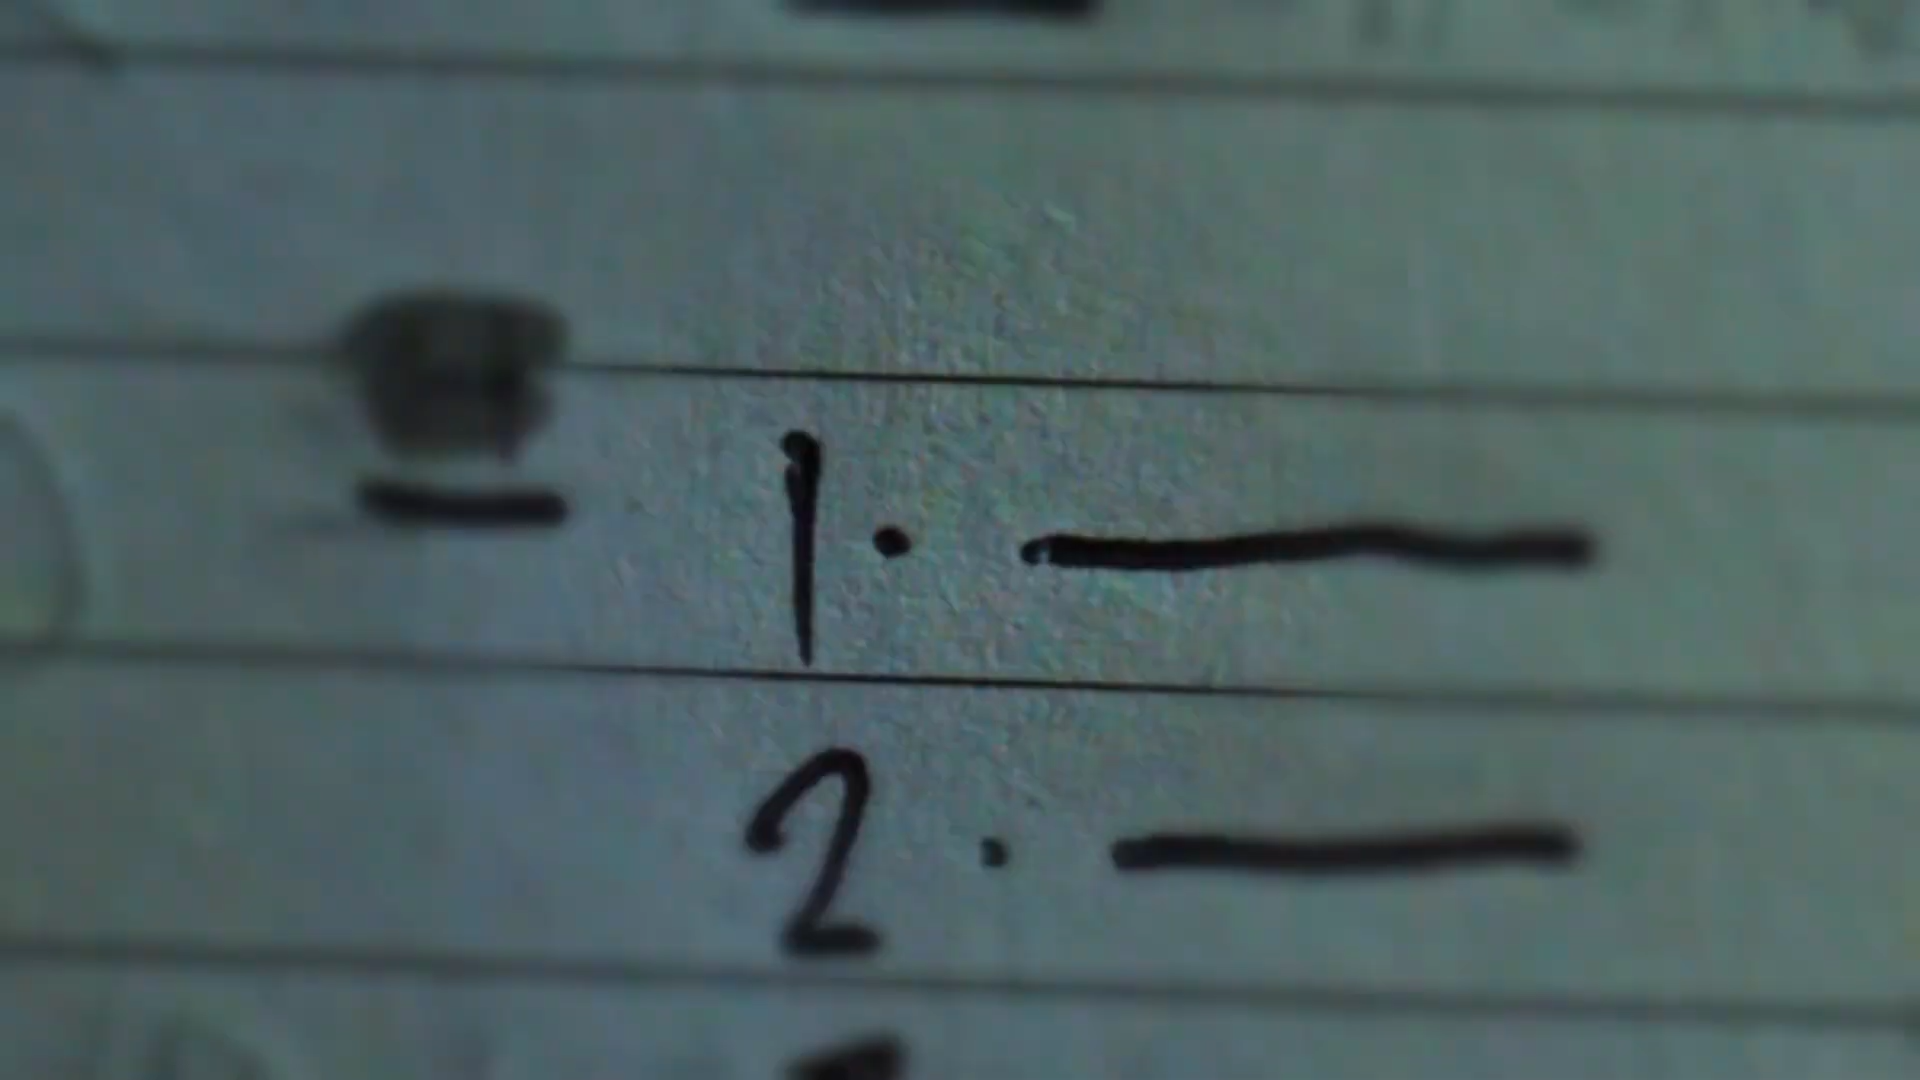 1. —
2. —